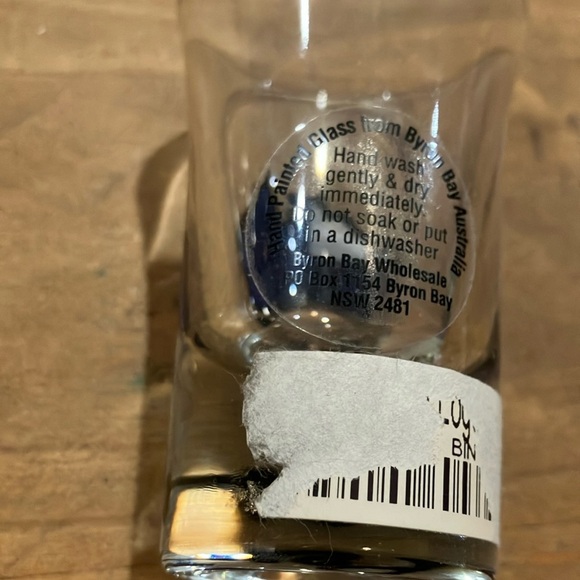 Hand Painted Glass from Byron Bay Australia
Hand wash
gently & dry
immediately.
Do not soak or put
in a dishwasher
Byron Bay Wholesale
PO Box 1154 Byron Bay
NSW 2481
BIN